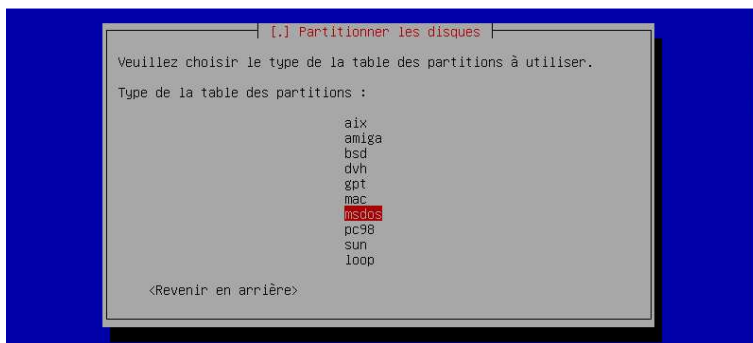 [.] Partitionner les disques
Veuillez choisir le type de la table des partitions à utiliser.
Type de la table des partitions :
aix
amiga
bsd
dvh
gpt
mac
msdos
pc98
sun
loop
<Revenir en arrière>